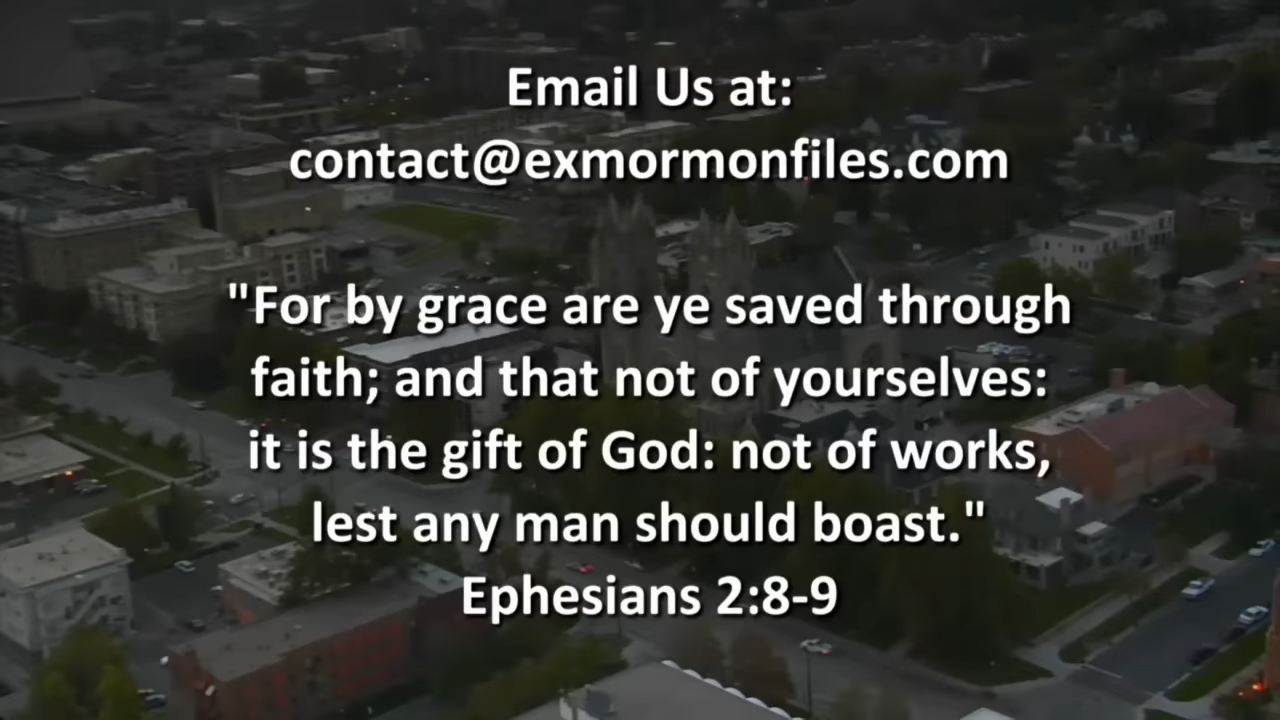 Email Us at:
contact@exmormonfiles.com
"For by grace are ye saved through
faith; and that not of yourselves:
it is the gift of God: not of works,
lest any man should boast."
Ephesians 2:8-9